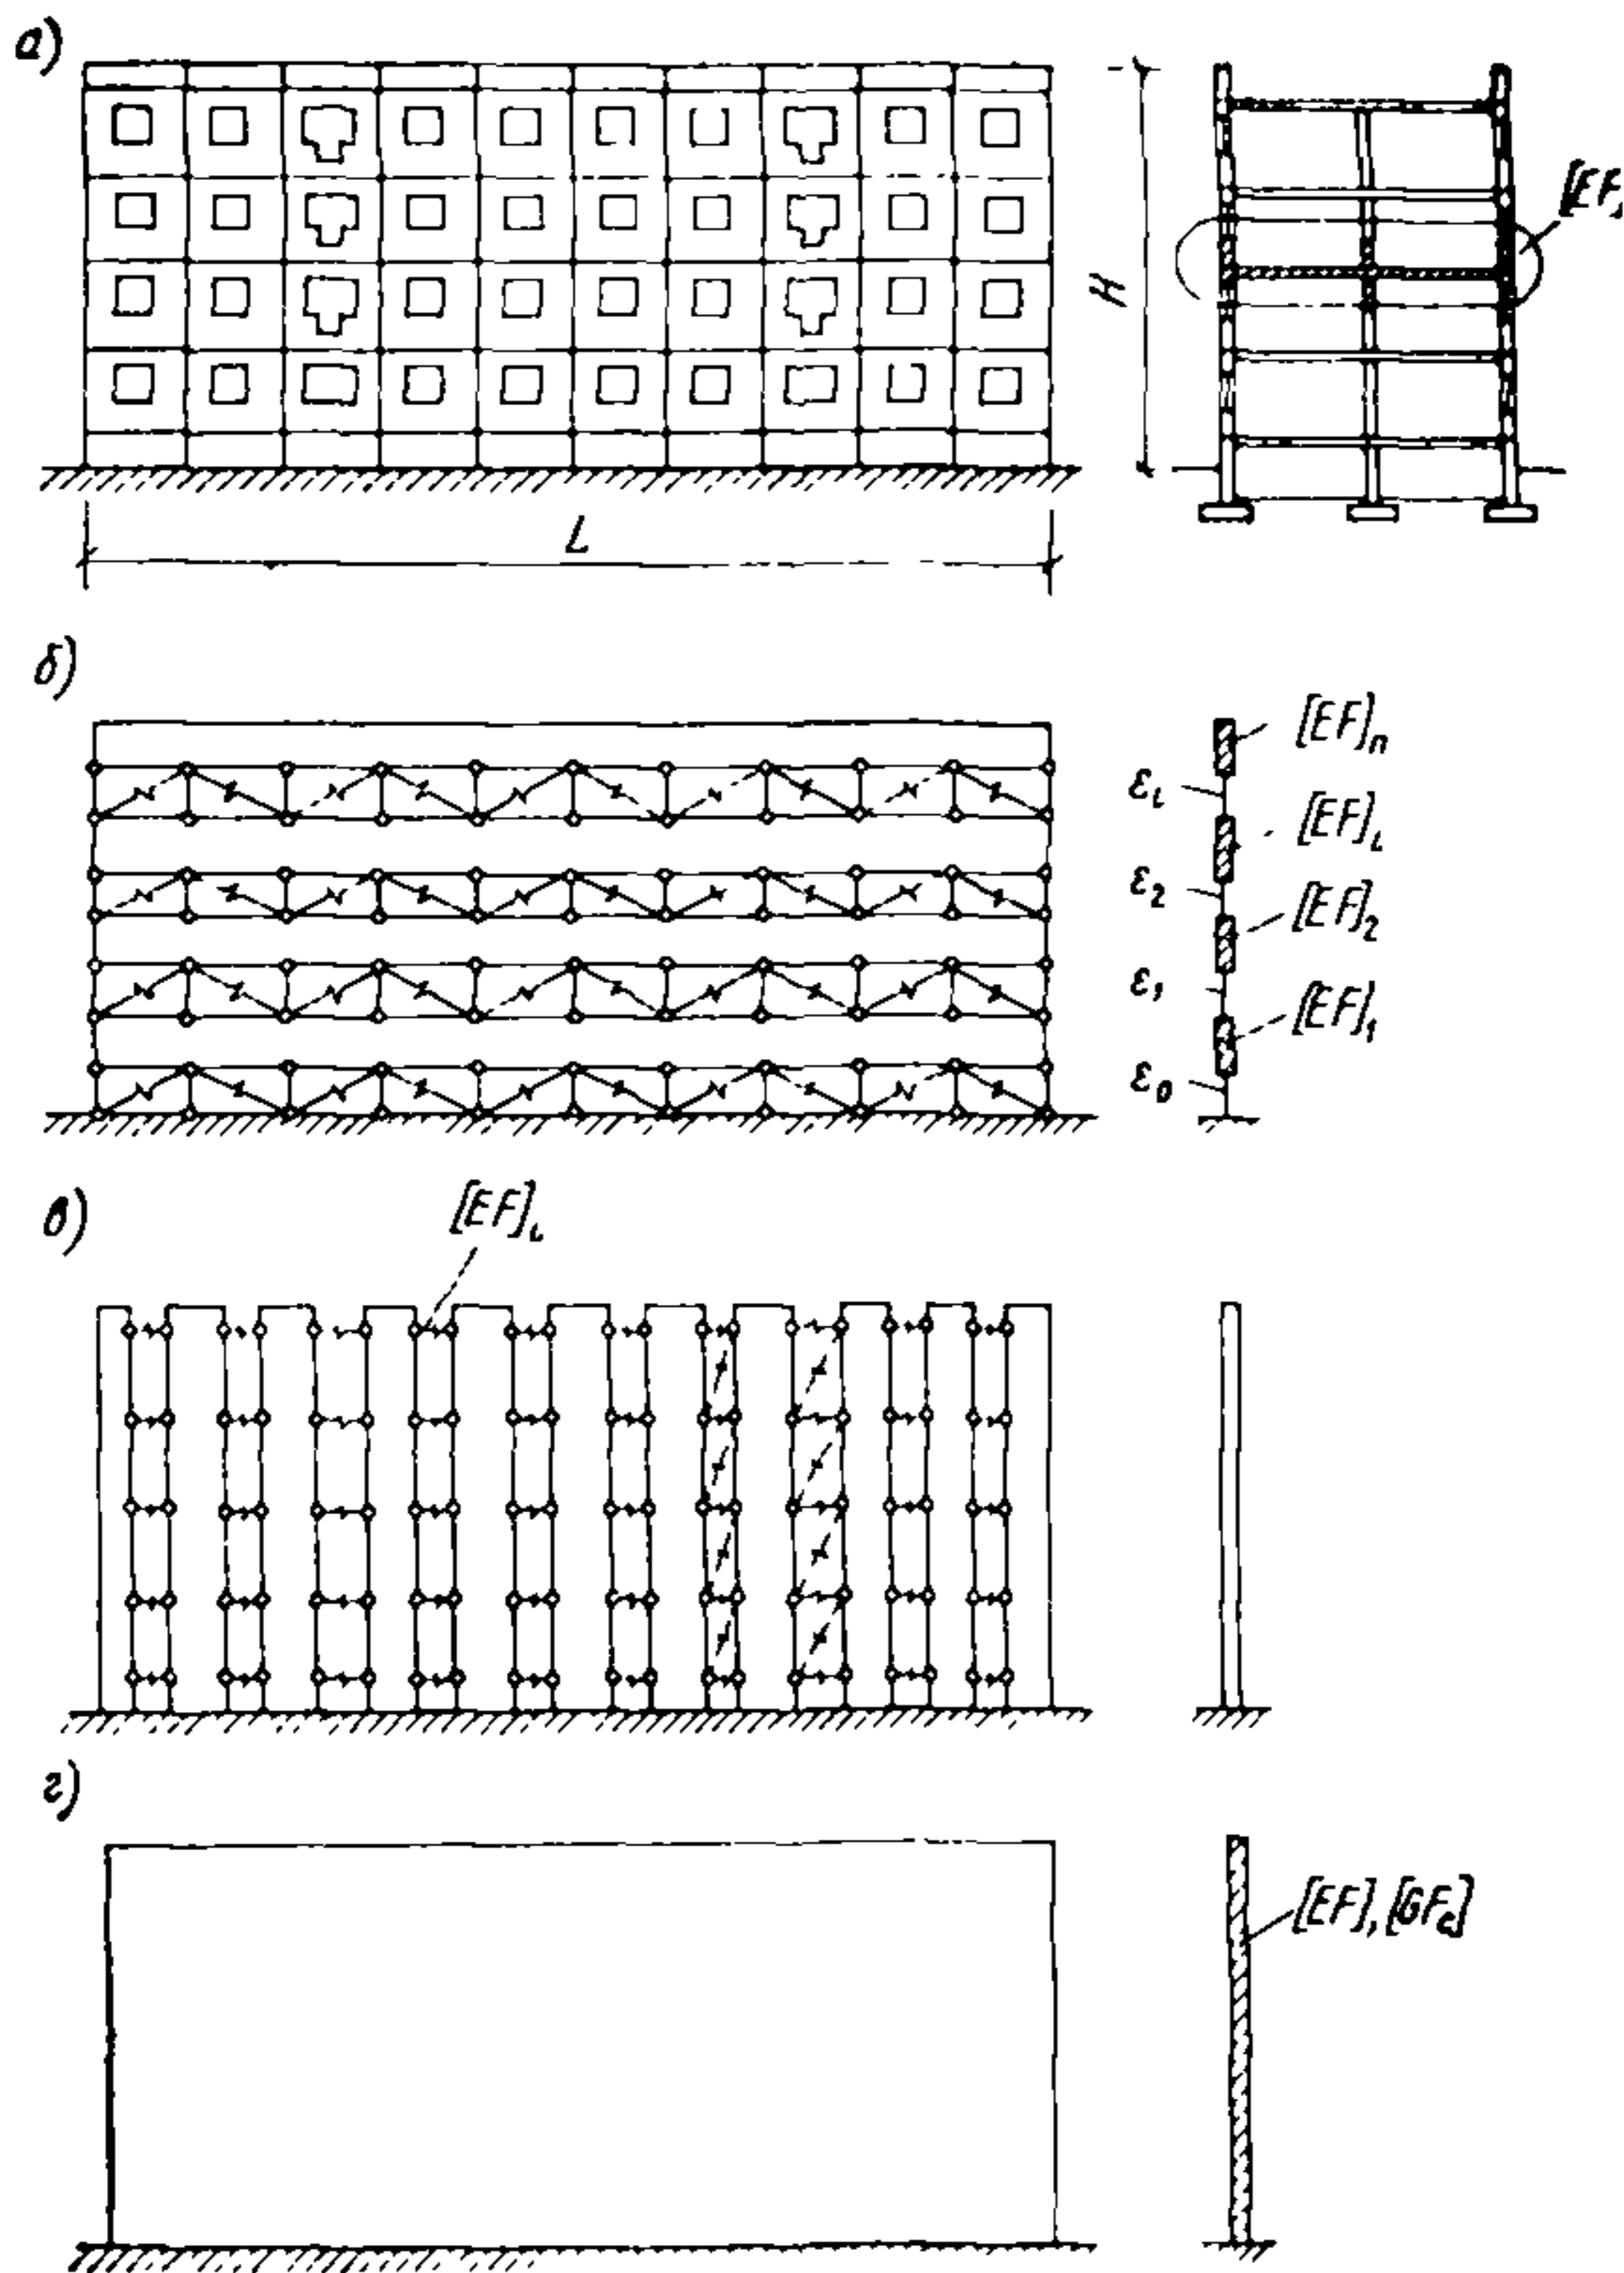 а)
H
[EF]
L
б)
[EF]n
εi
[EF]i
ε2
[EF]2
ε1
[EF]1
ε0
в)
[EF]i
г)
[EF], [GFc]